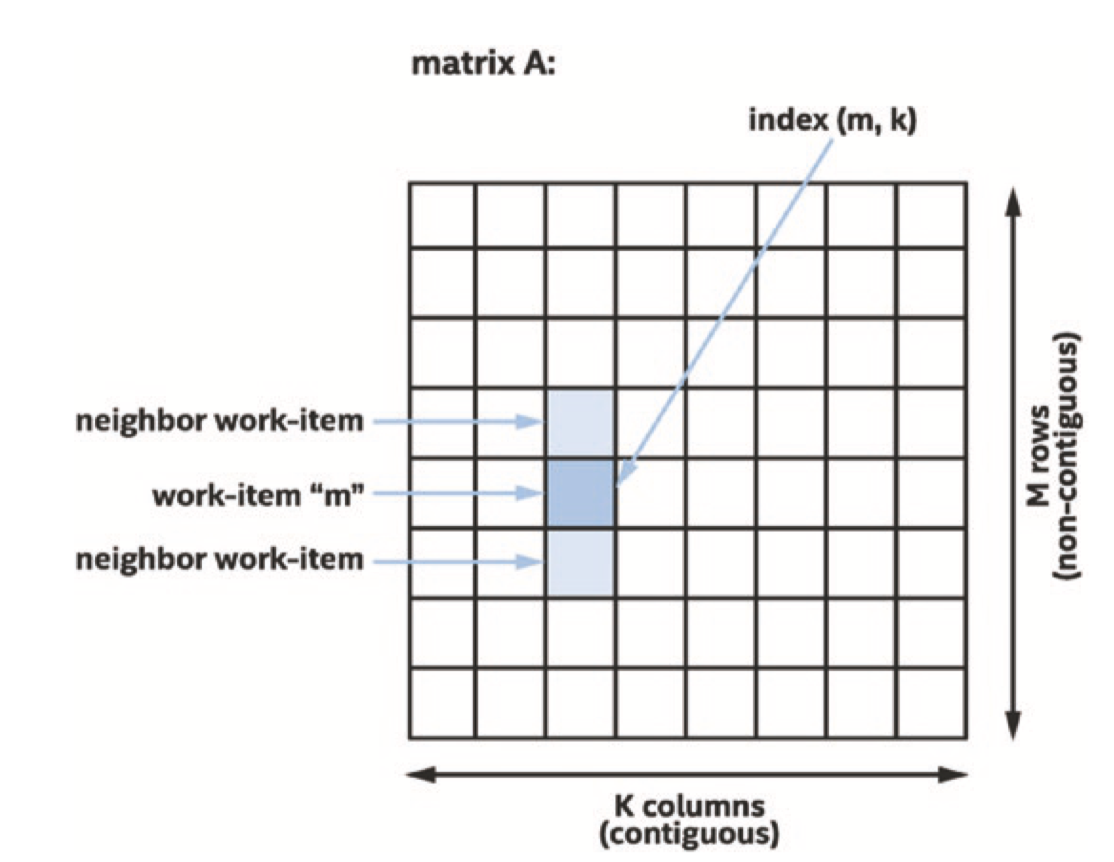 matrix A:
index (m, k)
neighbor work-item
work-item “m”
neighbor work-item
M rows
(non-contiguous)
K columns
(contiguous)